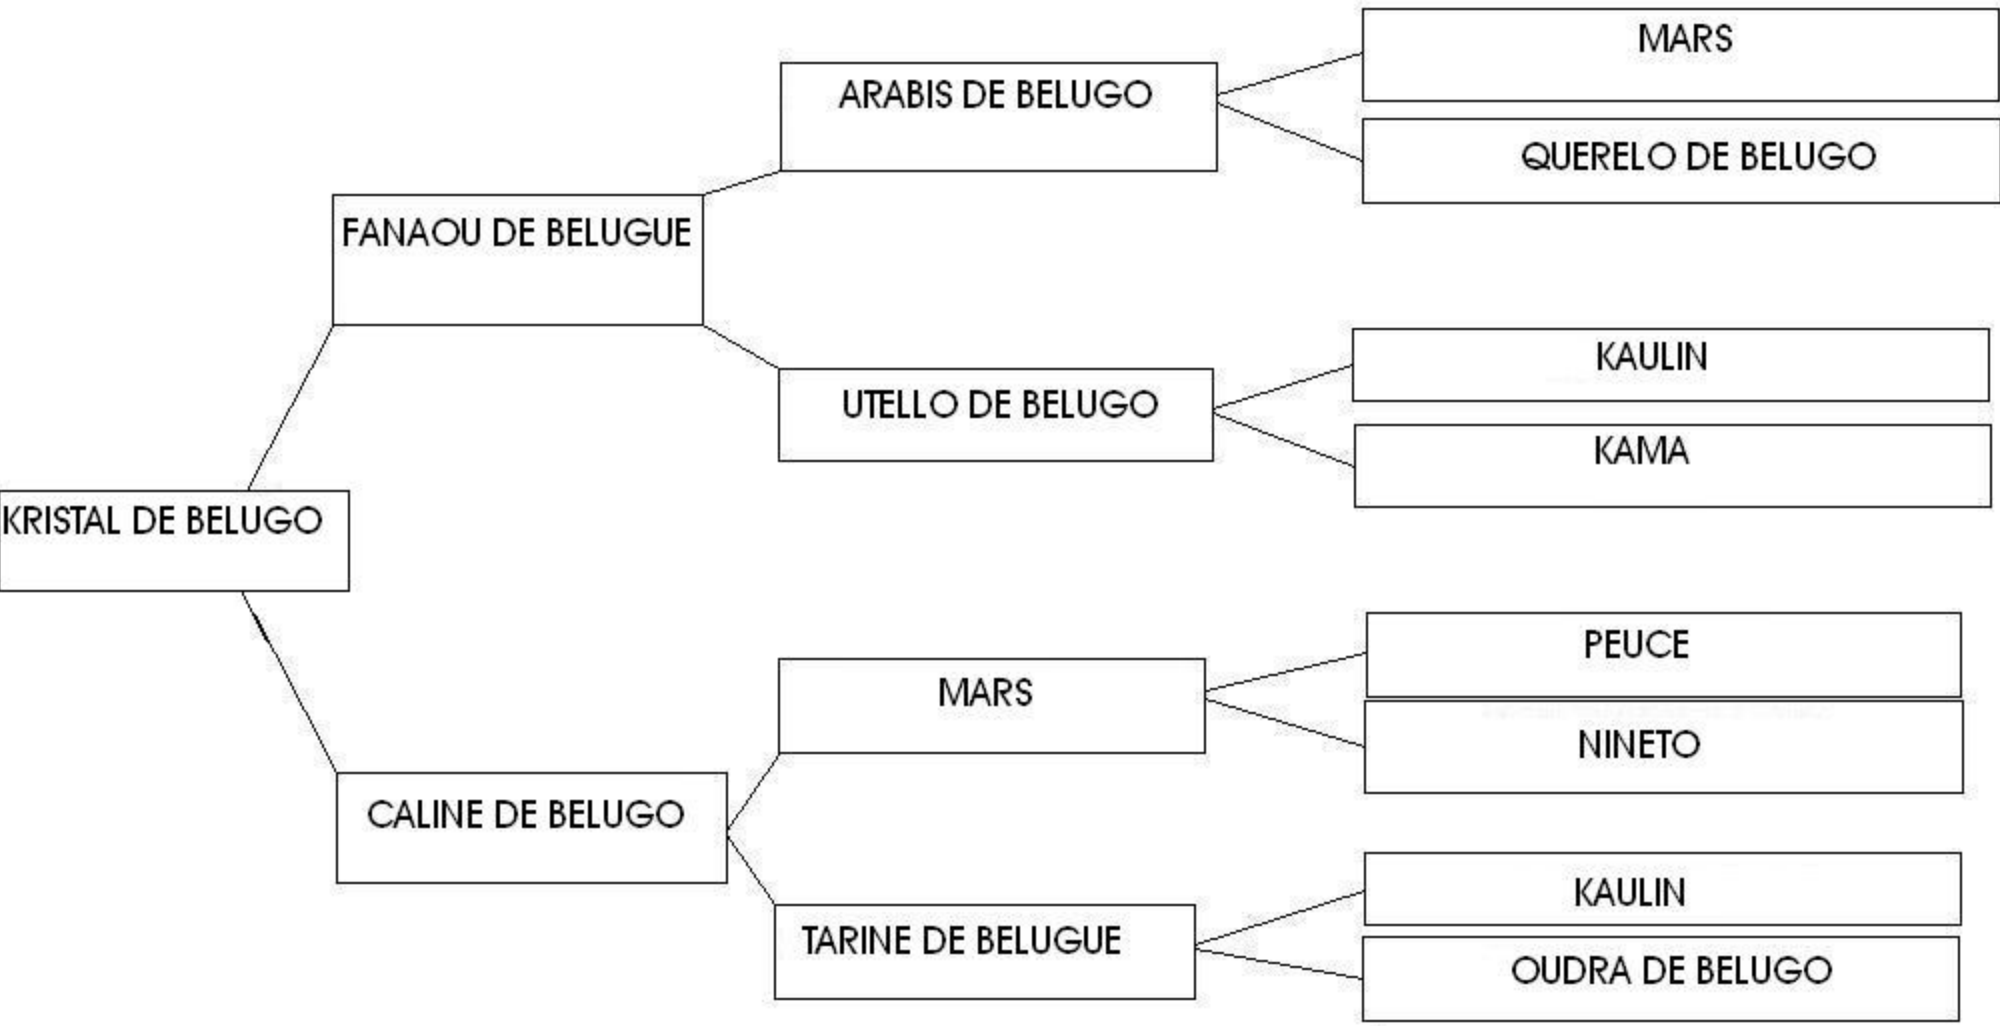 MARS
ARABIS DE BELUGO
QUERELO DE BELUGO
FANAOU DE BELUGUE
KAULIN
UTELLO DE BELUGO
KAMA
KRISTAL DE BELUGO
PEUCE
MARS
NINETO
CALINE DE BELUGO
KAULIN
TARINE DE BELUGUE
OUDRA DE BELUGO